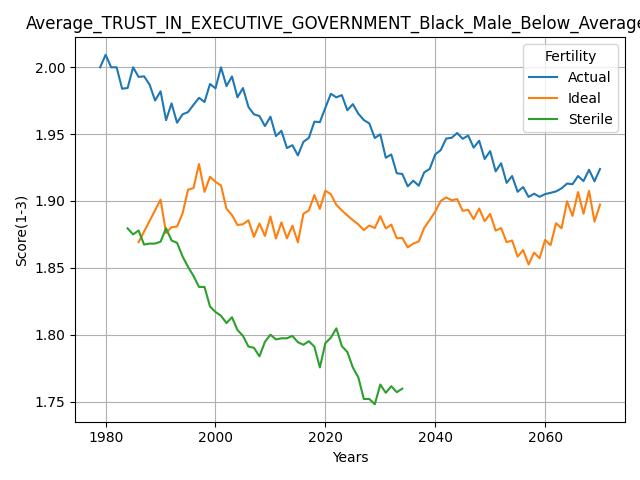 Average_TRUST_IN_EXECUTIVE_GOVERNMENT_Black_Male_Below_Average
Fertility
Actual
Ideal
Sterile
Score(1-3)
2.00
1.95
1.90
1.85
1.80
1.75
1980 2000 2020 2040 2060
Years